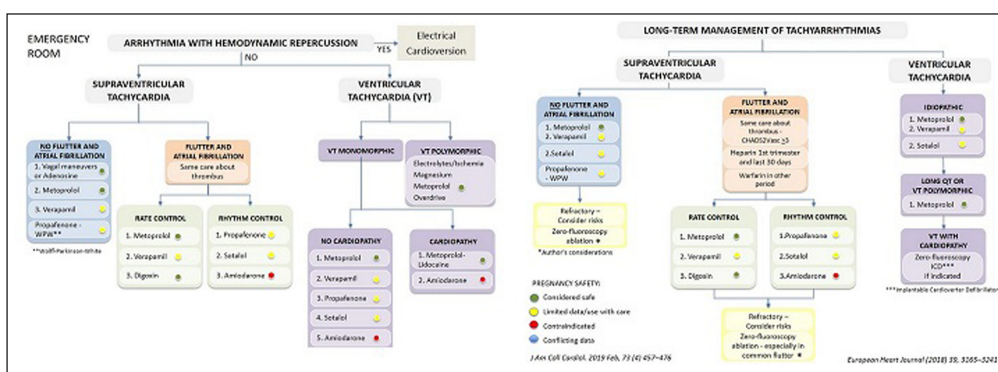 EMERGENCY
ROOM
ARRHYTHMIA WITH HEMODYNAMIC REPERCUSSION
YES
Electrical
Cardioversion
NO
SUPRAVENTRICULAR
TACHYCARDIA
VENTRICULAR
TACHYCARDIA (VT)
NO FLUTTER AND
ATRIAL FIBRILLATION
1. Vagal maneuvers
or Adenosine
2. Metoprolol
3. Verapamil
Propafenone -
WPW**
**Wolff-Parkinson-White
FLUTTER
AND ATRIAL FIBRILLATION
Same care about
thrombus
RATE CONTROL
1. Metoprolol
2. Verapamil
3. Digoxin
RHYTHM CONTROL
1. Propafenone
2. Sotalol
3. Amiodarone
VT MONOMORPHIC
VT POLYMORPHIC
Electrolytes/Ischemia
Magnesium
Metoprolol
Overdrive
NO CARDIOPATHY
1. Metoprolol
2. Verapamil
3. Propafenone
4. Sotalol
5. Amiodarone
CARDIOPATHY
1. Metoprolol-
Lidocaine
2. Amiodarone
LONG-TERM MANAGEMENT OF TACHYARRHYTHMIAS
SUPRAVENTRICULAR
TACHYCARDIA
VENTRICULAR
TACHYCARDIA
NO FLUTTER AND
ATRIAL FIBRILLATION
1. Metoprolol
2. Verapamil
2.Sotalol
Propafenone
- WPW
Refractory –
Consider risks
Zero-fluoroscopy
ablation *
*Author's considerations
FLUTTER AND
ATRIAL FIBRILLATION
Same care about
thrombus -
CHADS2Vasc ≥3
Heparin 1st trimester
and last 30 days
Warfarin in other
period
RATE CONTROL
1. Metoprolol
2. Verapamil
3. Digoxin
RHYTHM CONTROL
1.Propafenone
2.Sotalol
3.Amiodarone
Refractory –
Consider risks
Zero-fluoroscopy
ablation - especially in
common flutter *
IDIOPATHIC
1. Metoprolol
2. Verapamil
2. Sotalol
LONG QT OR
VT POLYMORPHIC
1. Metoprolol
VT WITH
CARDIOPATHY
Zero-fluoroscopy
ICD***
If indicated
***Implantable Cardioverter Defibrillator
PREGNANCY SAFETY:
Considered safe
Limited data/use with care
Contraindicated
Conflicting data
J Am Coll Cardiol. 2019 Feb, 73 (4) 457–476
European Heart Journal (2018) 39, 3165–3241